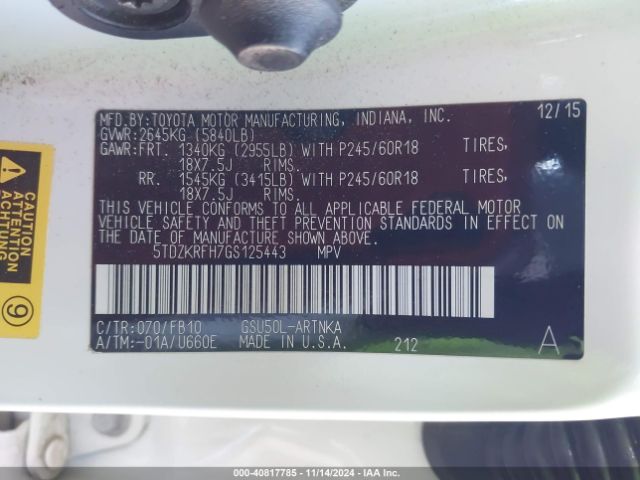 MFD.BY:TOYOTA MOTOR MANUFACTURING, INDIANA, INC. 12/15
GVWR:2645KG (5840LB)
GAWR:FRT. 1340KG (2955LB) WITH P245/60R18 TIRES,
18X7.5J RIMS.
RR. 1545KG (3415LB) WITH P245/60R18 TIRES,
18X7.5J RIMS.
THIS VEHICLE CONFORMS TO ALL APPLICABLE FEDERAL MOTOR
VEHICLE SAFETY AND THEFT PREVENTION STANDARDS IN EFFECT ON
THE DATE OF MANUFACTURE SHOWN ABOVE.
5TDZKRFH7GS125443 MPV
C/TR:070/FB10 GSU50L-ARTNKA
A/TM:-01A/U660E MADE IN U.S.A. 212 A
CAUTION
ATTENTION
ACHTUNG
9
000-40817785 | 11/14/2024 | IAA Inc.